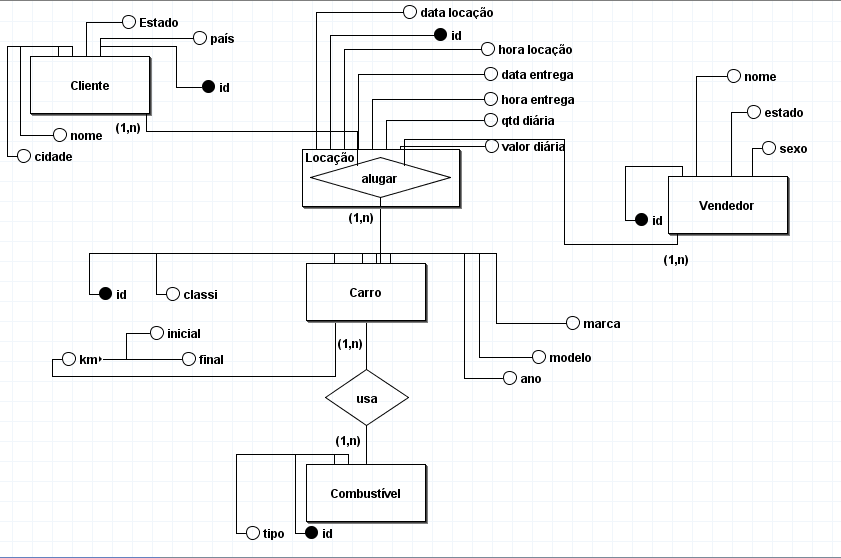 data locação
Estado
id
país
hora locação
data entrega
nome
Cliente
id
hora entrega
estado
qtd diária
(1,n)
nome
valor diária
sexo
cidade
Locação
alugar
Vendedor
(1,n)
id
(1,n)
id
classi
Carro
marca
inicial
(1,n)
km
final
modelo
ano
usa
(1,n)
Combustível
tipo
id